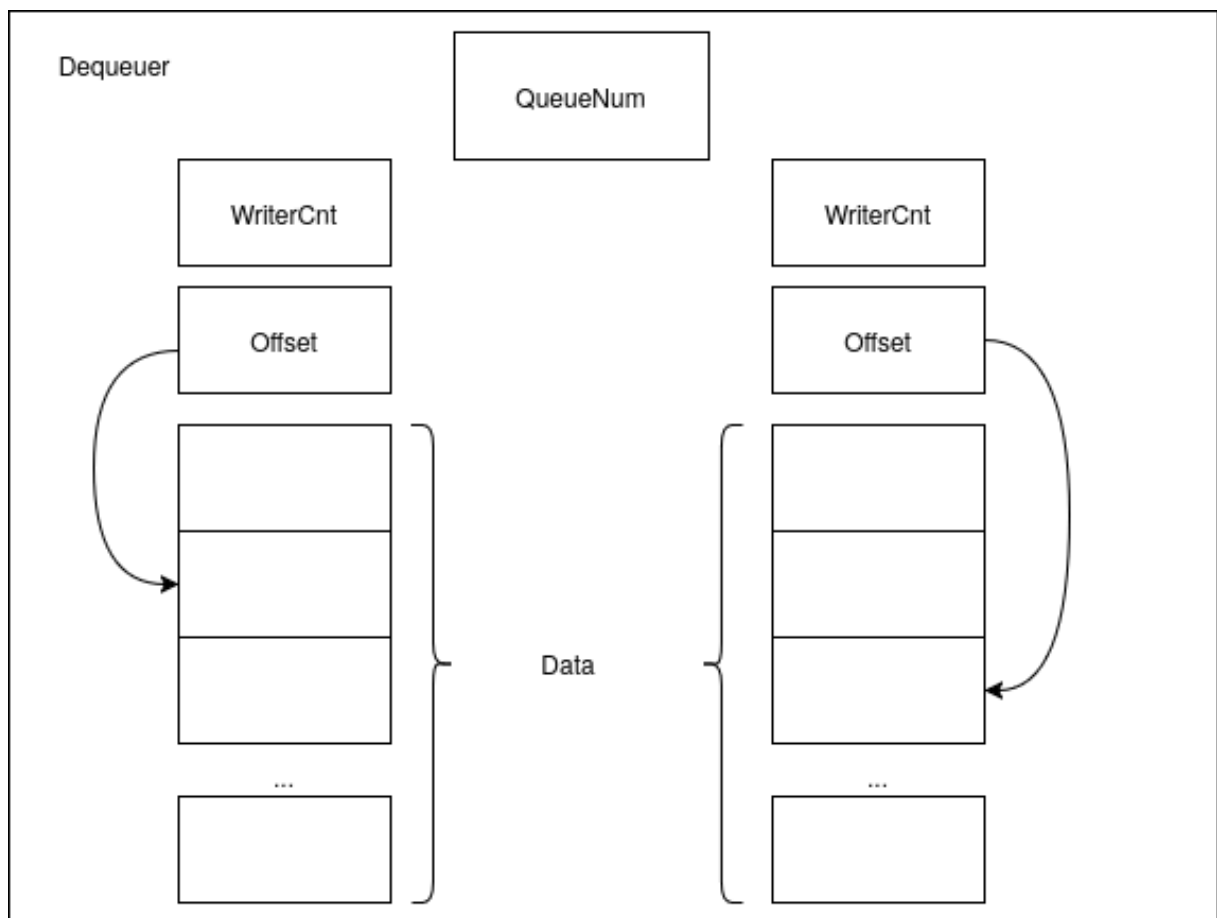 Dequeuer
QueueNum
WriterCnt
WriterCnt
Offset
Offset
Data
...
...